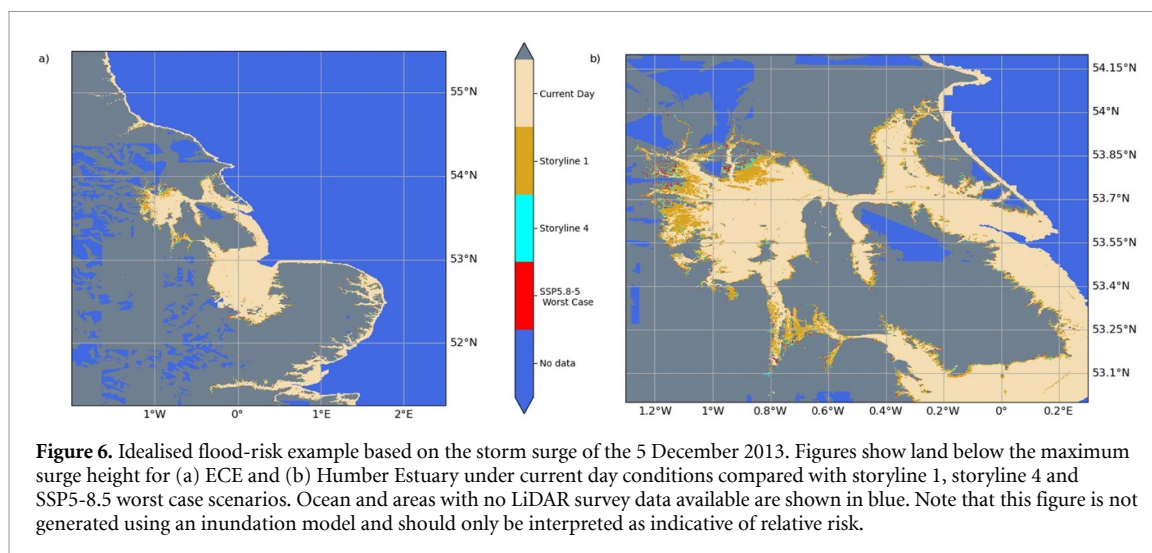 a)
55°N
54°N
53°N
52°N
1°W
0°
1°E
2°E
Current Day
Storyline 1
Storyline 4
SSP5.8-5
Worst Case
No data
b)
54.15°N
54°N
53.85°N
53.7°N
53.55°N
53.4°N
53.25°N
53.1°N
1.2°W
1°W
0.8°W
0.6°W
0.4°W
0.2°W
0°
0.2°E
Figure 6. Idealised flood-risk example based on the storm surge of the 5 December 2013. Figures show land below the maximum
surge height for (a) ECE and (b) Humber Estuary under current day conditions compared with storyline 1, storyline 4 and
SSP5-8.5 worst case scenarios. Ocean and areas with no LiDAR survey data available are shown in blue. Note that this figure is not
generated using an inundation model and should only be interpreted as indicative of relative risk.